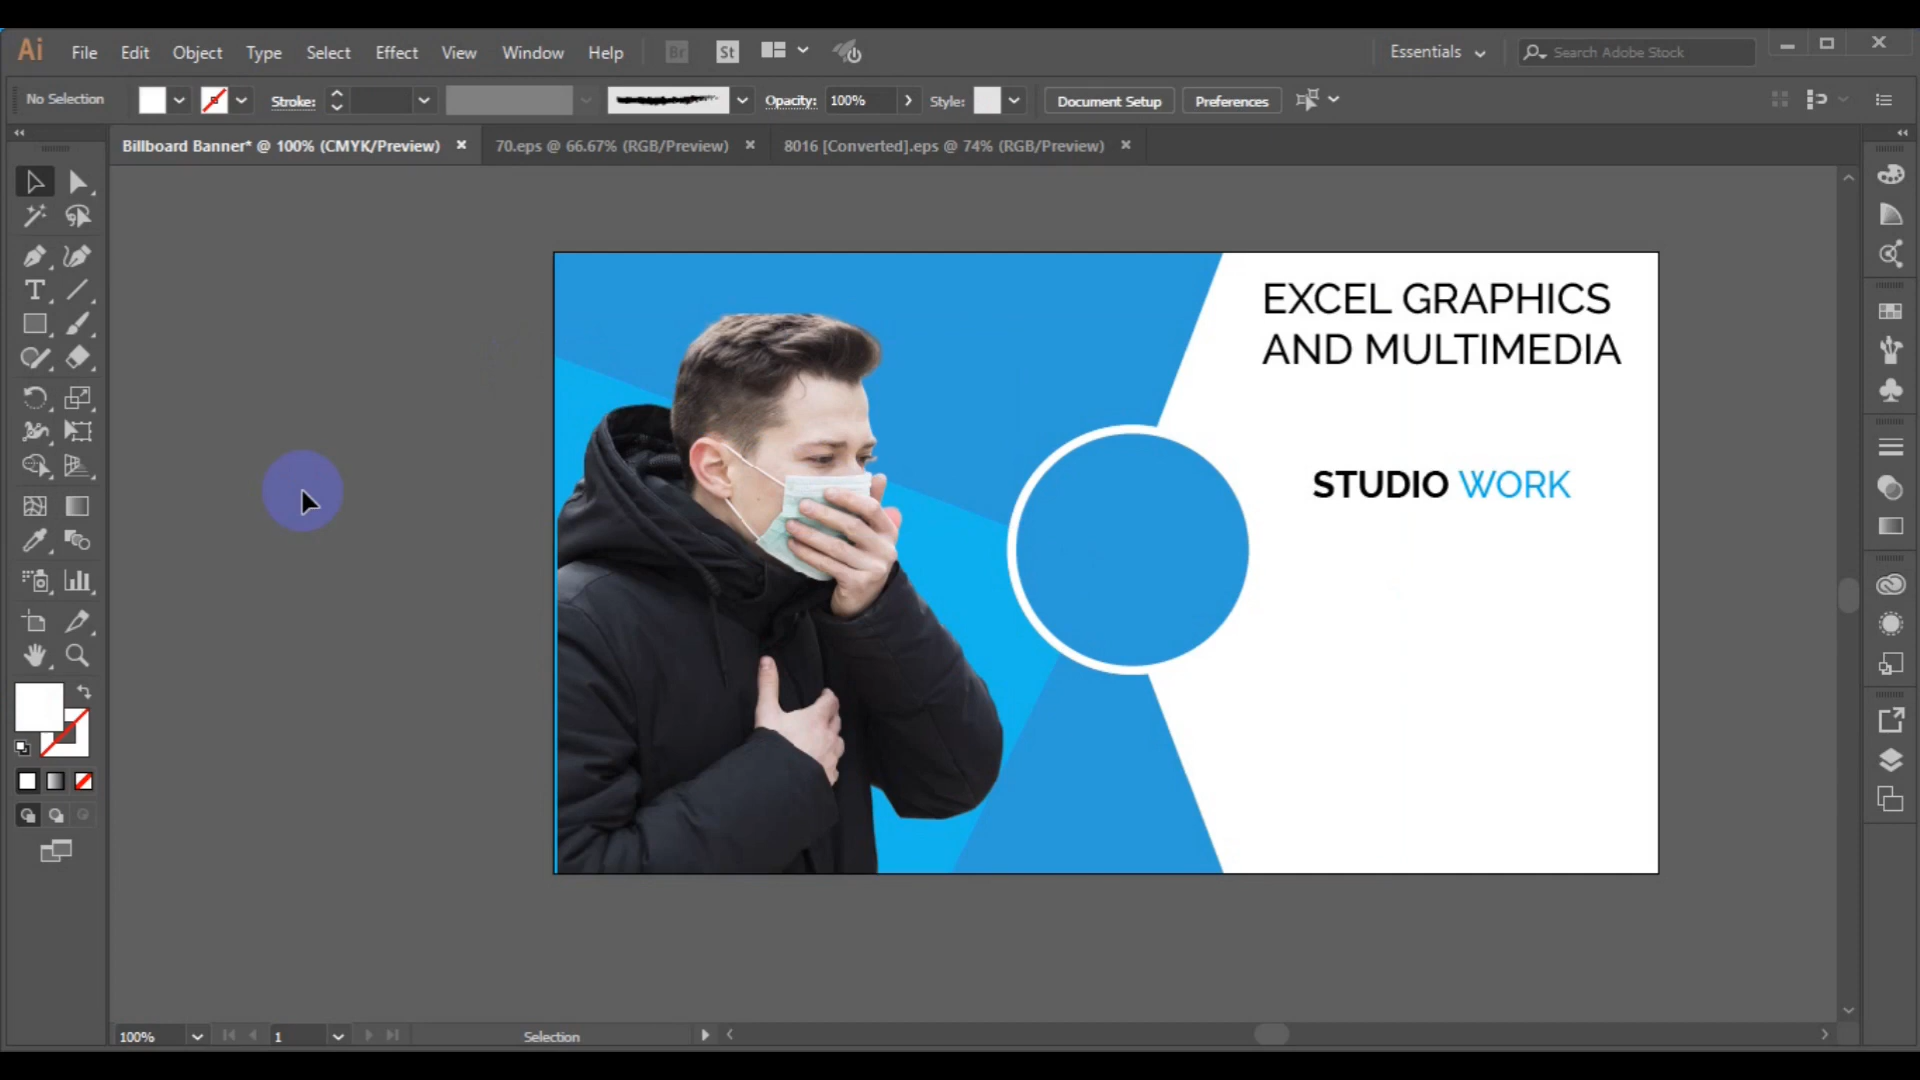 Ai File Edit Object Type Select Effect View Window Help Br St Essentials Search Adobe Stock
No Selection Stroke: Opacity: 100% Style: Document Setup Preferences
Billboard Banner* @ 100% (CMYK/Preview) 70.eps @ 66.67% (RGB/Preview) 8016 [Converted].eps @ 74% (RGB/Preview)
EXCEL GRAPHICS
AND MULTIMEDIA
STUDIO WORK
100% 1 Selection